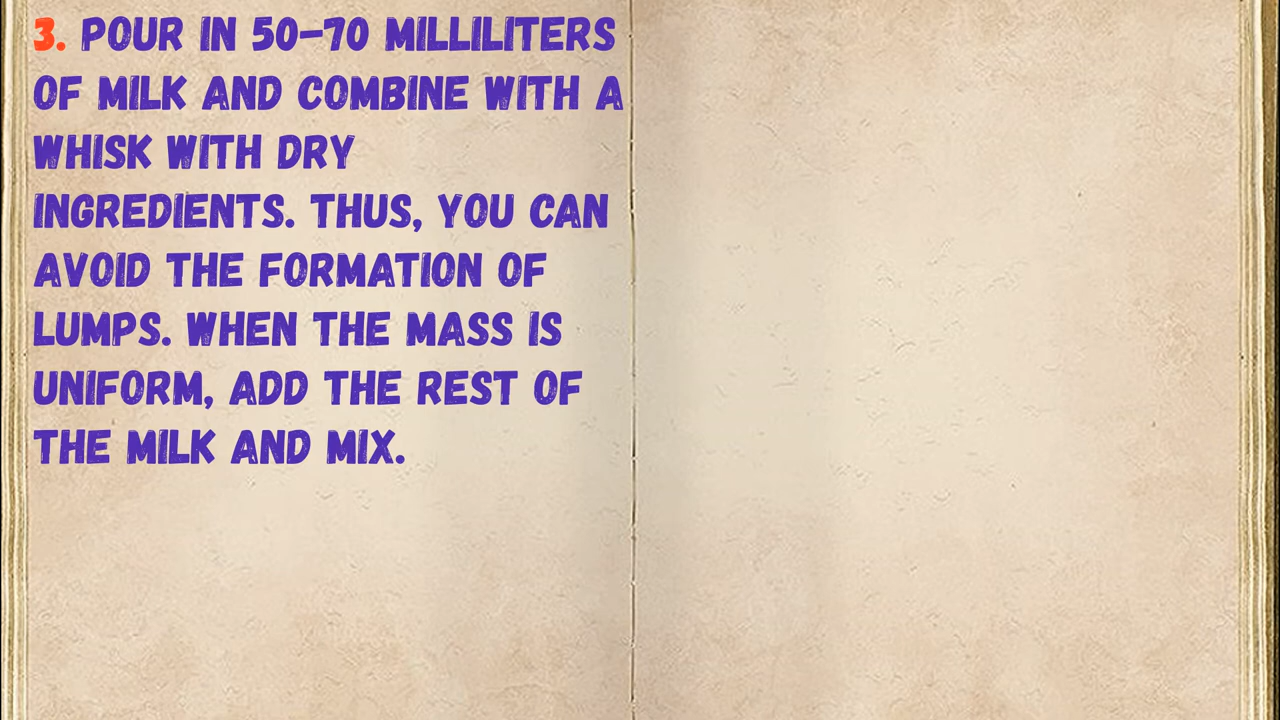 3. POUR IN 50–70 MILLILITERS
OF MILK AND COMBINE WITH A
WHISK WITH DRY
INGREDIENTS. THUS, YOU CAN
AVOID THE FORMATION OF
LUMPS. WHEN THE MASS IS
UNIFORM, ADD THE REST OF
THE MILK AND MIX.